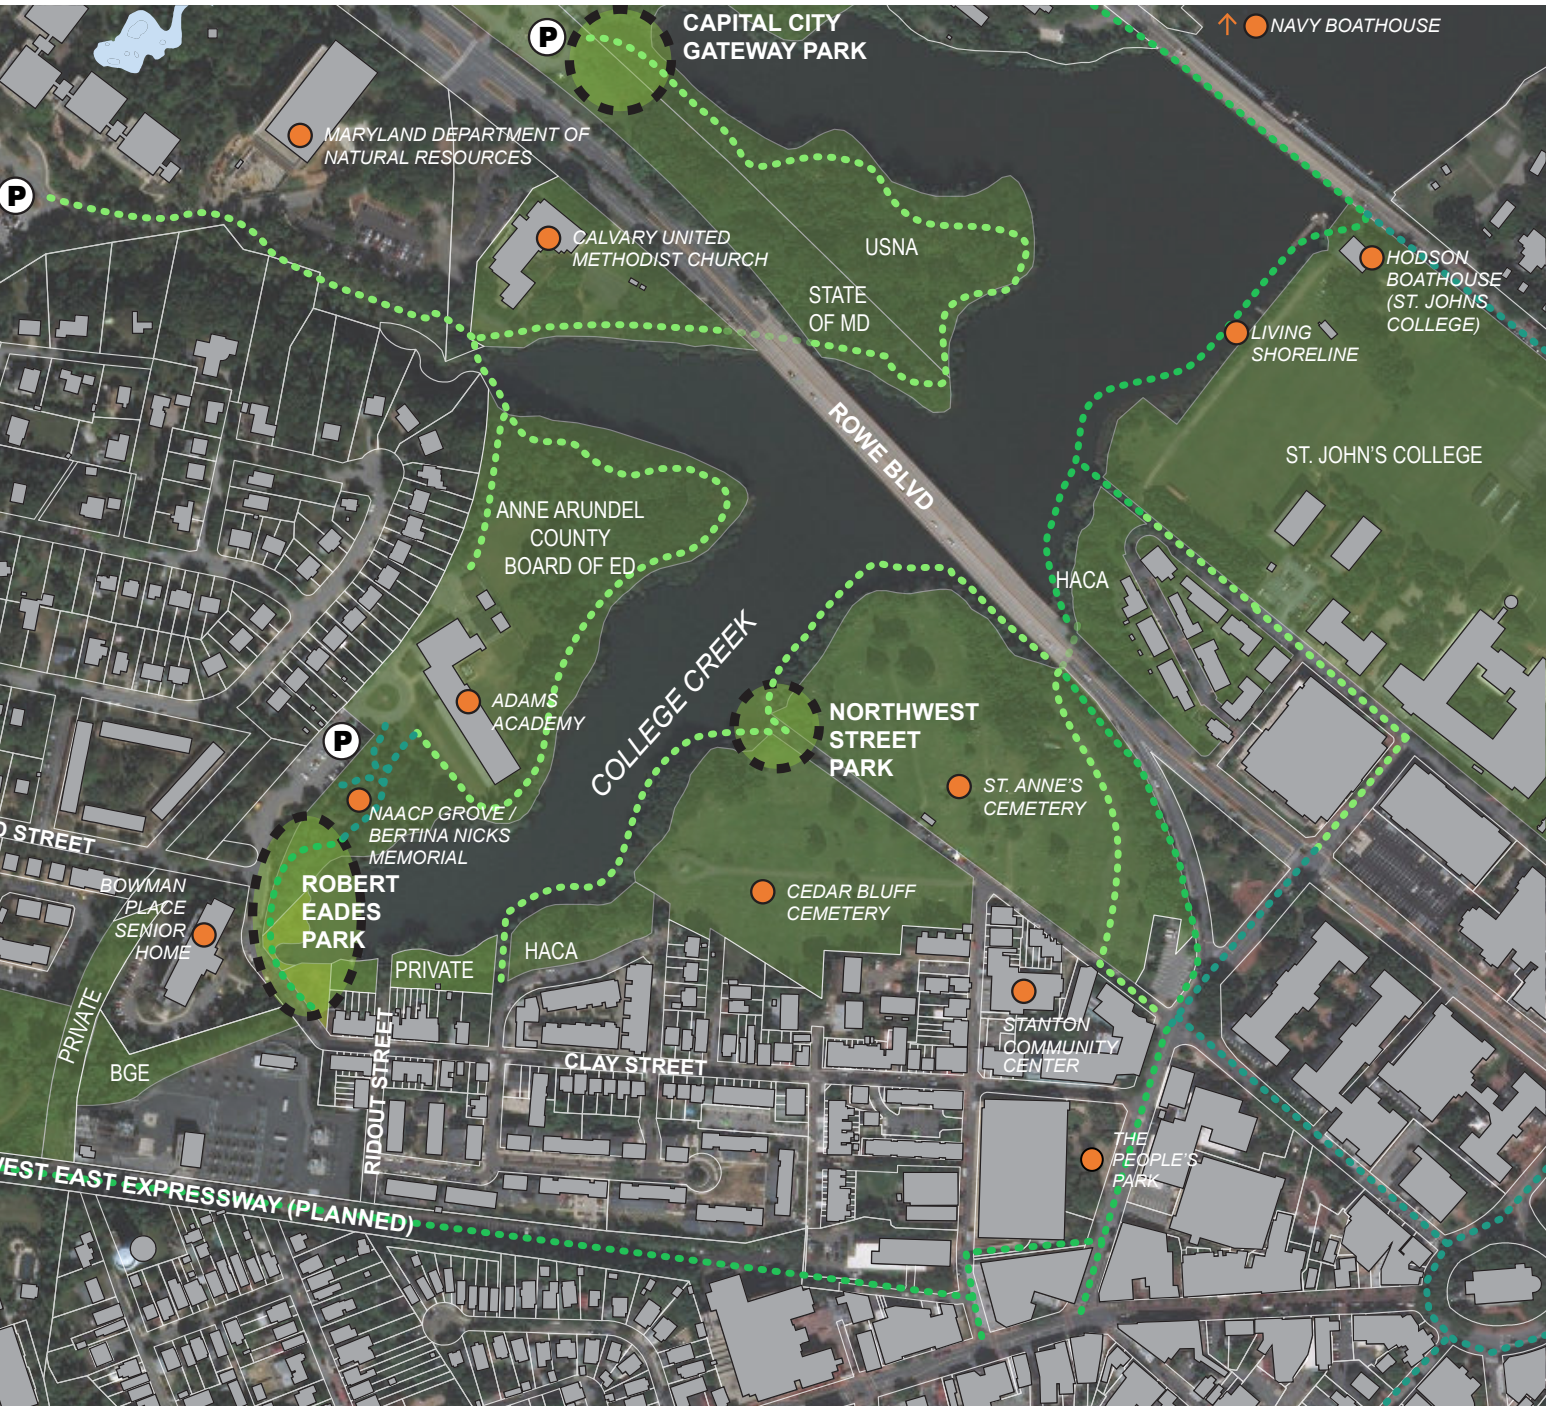 CAPITAL CITY
GATEWAY PARK
P
NAVY BOATHOUSE
MARYLAND DEPARTMENT OF
NATURAL RESOURCES
P
CALVARY UNITED
METHODIST CHURCH
USNA
STATE
OF MD
HODSON
BOATHOUSE
(ST. JOHNS
COLLEGE)
LIVING
SHORELINE
ROWE BLVD
ST. JOHN'S COLLEGE
ANNE ARUNDEL
COUNTY
BOARD OF ED
HACA
COLLEGE CREEK
ADAMS
ACADEMY
NORTHWEST
STREET
PARK
P
ST. ANNE'S
CEMETERY
NAACP GROVE /
BERTINA NICKS
MEMORIAL
STREET
BOWMAN
PLACE
SENIOR
HOME
ROBERT
EADES
PARK
CEDAR BLUFF
CEMETERY
HACA
PRIVATE
PRIVATE
BGE
RIDOUT STREET
CLAY STREET
STANTON
COMMUNITY
CENTER
THE
PEOPLE'S
PARK
WEST EAST EXPRESSWAY (PLANNED)